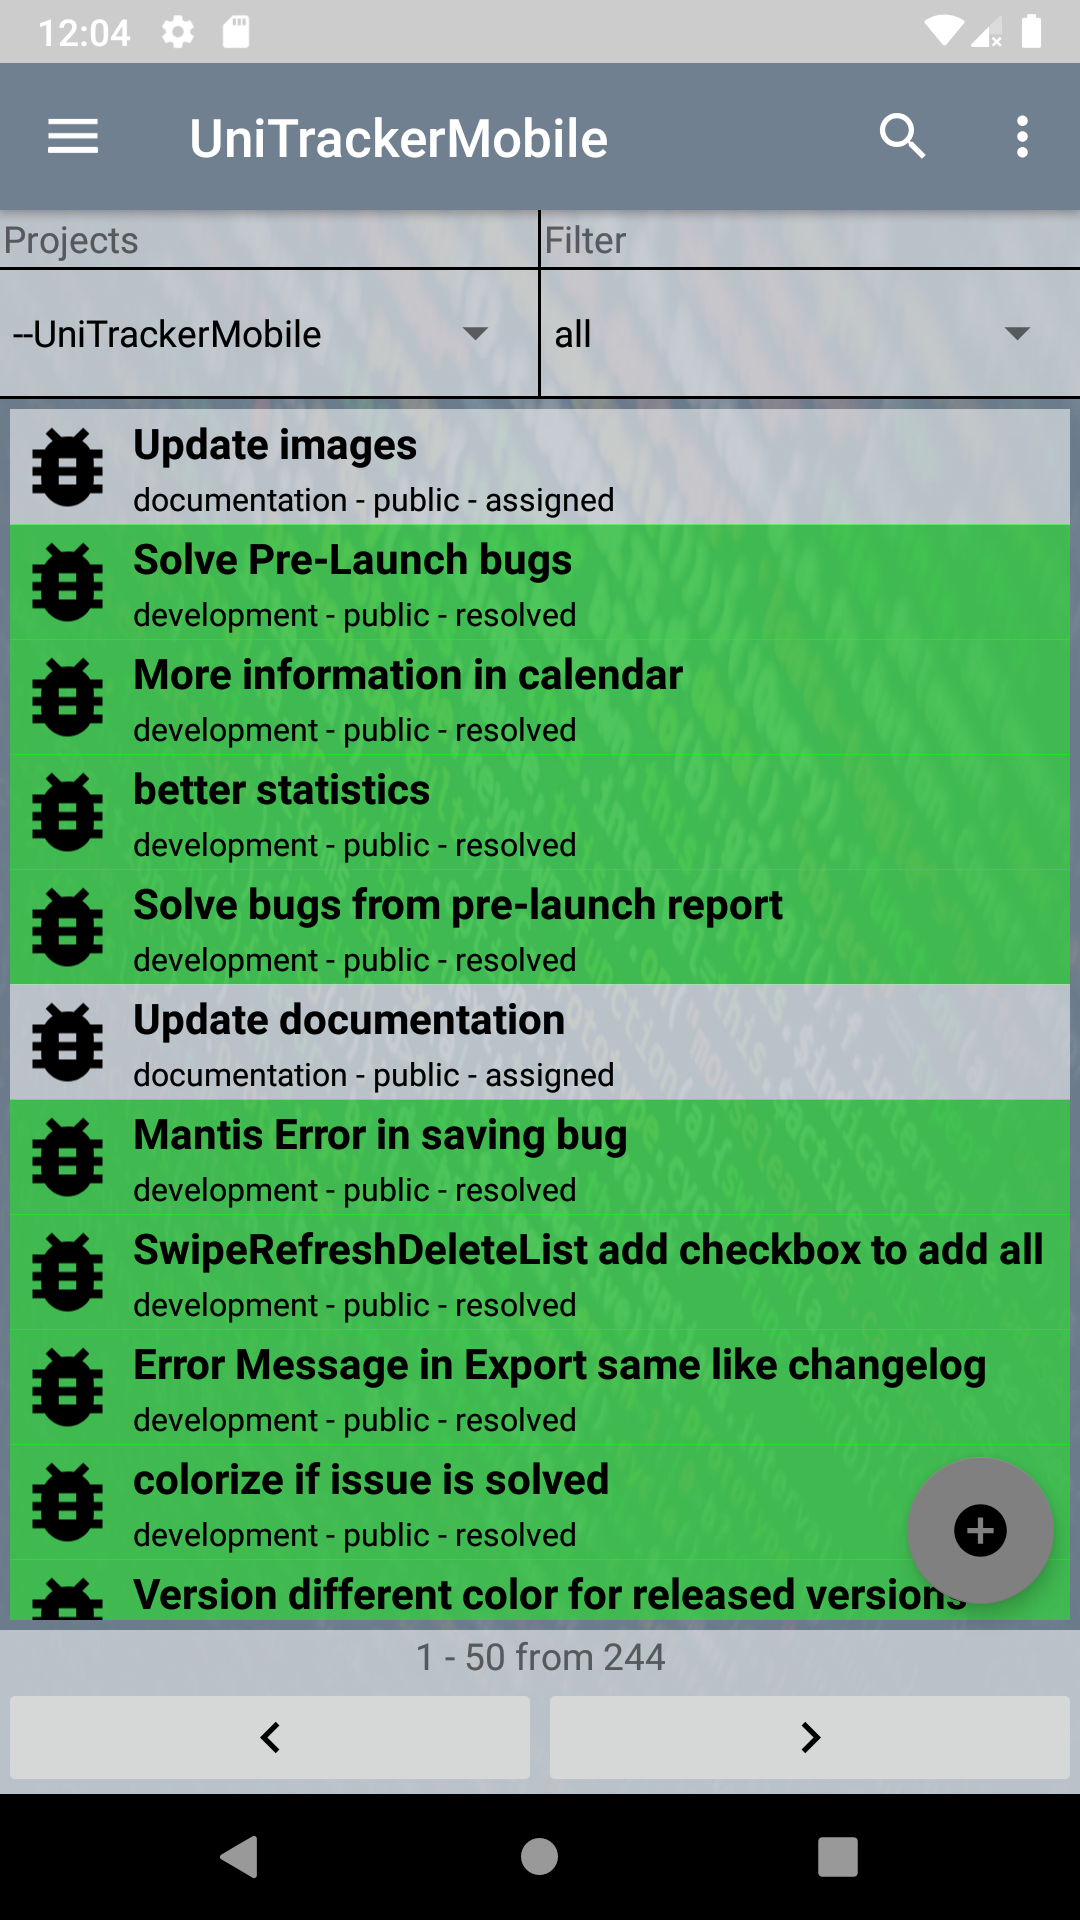 12:04
UniTrackerMobile
Projects
Filter
--UniTrackerMobile
all
Update images
documentation - public - assigned
Solve Pre-Launch bugs
development - public - resolved
More information in calendar
development - public - resolved
better statistics
development - public - resolved
Solve bugs from pre-launch report
development - public - resolved
Update documentation
documentation - public - assigned
Mantis Error in saving bug
development - public - resolved
SwipeRefreshDeleteList add checkbox to add all
development - public - resolved
Error Message in Export same like changelog
development - public - resolved
colorize if issue is solved
development - public - resolved
Version different color for released versions
1 - 50 from 244